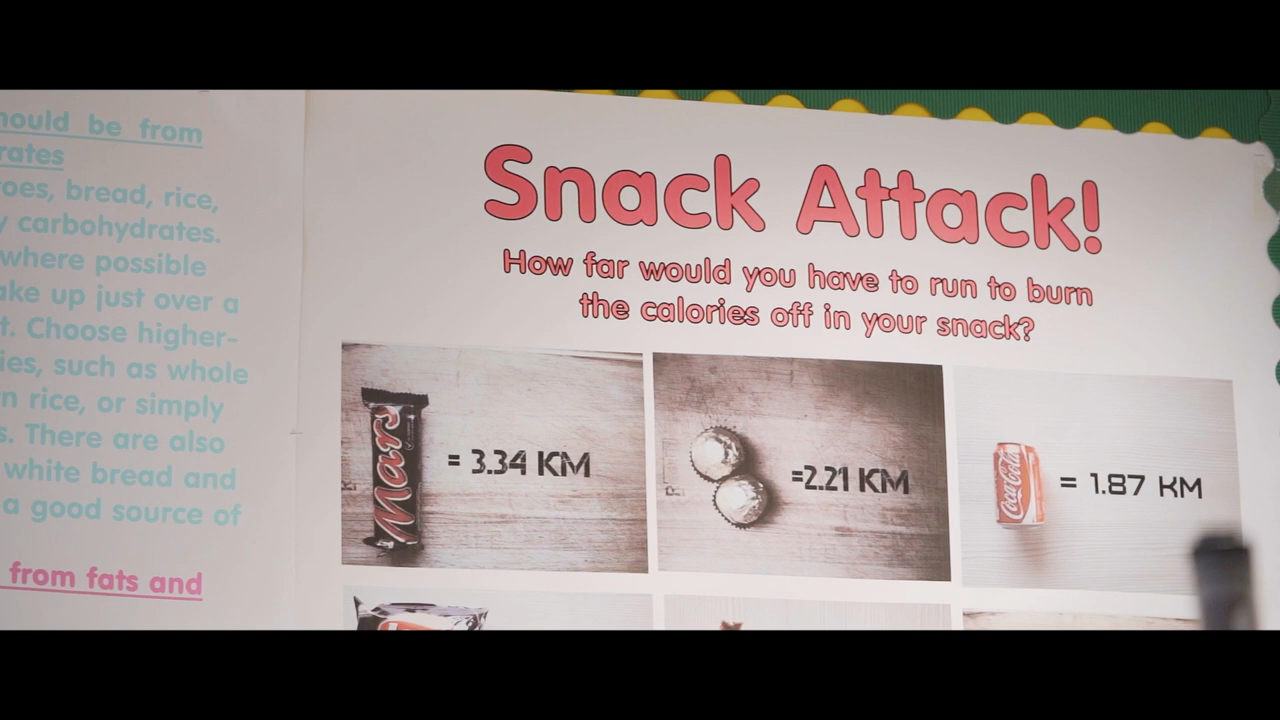 hould be from
rates
toes, bread, rice,
y carbohydrates.
where possible
ake up just over a
t. Choose higher-
ies, such as whole
n rice, or simply
s. There are also
white bread and
a good source of
from fats and
Snack Attack!
How far would you have to run to burn
the calories off in your snack?
Mars
= 3.34 KM
=2.21 KM
Coca-Cola
= 1.87 KM